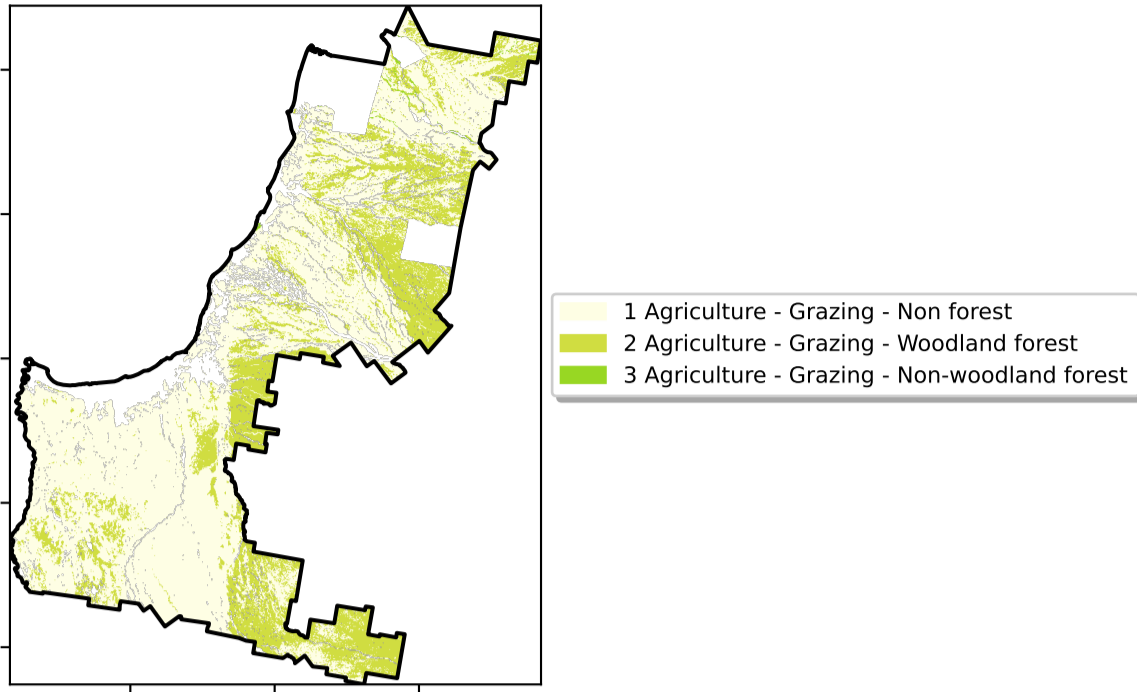 1 Agriculture - Grazing - Non forest
2 Agriculture - Grazing - Woodland forest
3 Agriculture - Grazing - Non-woodland forest